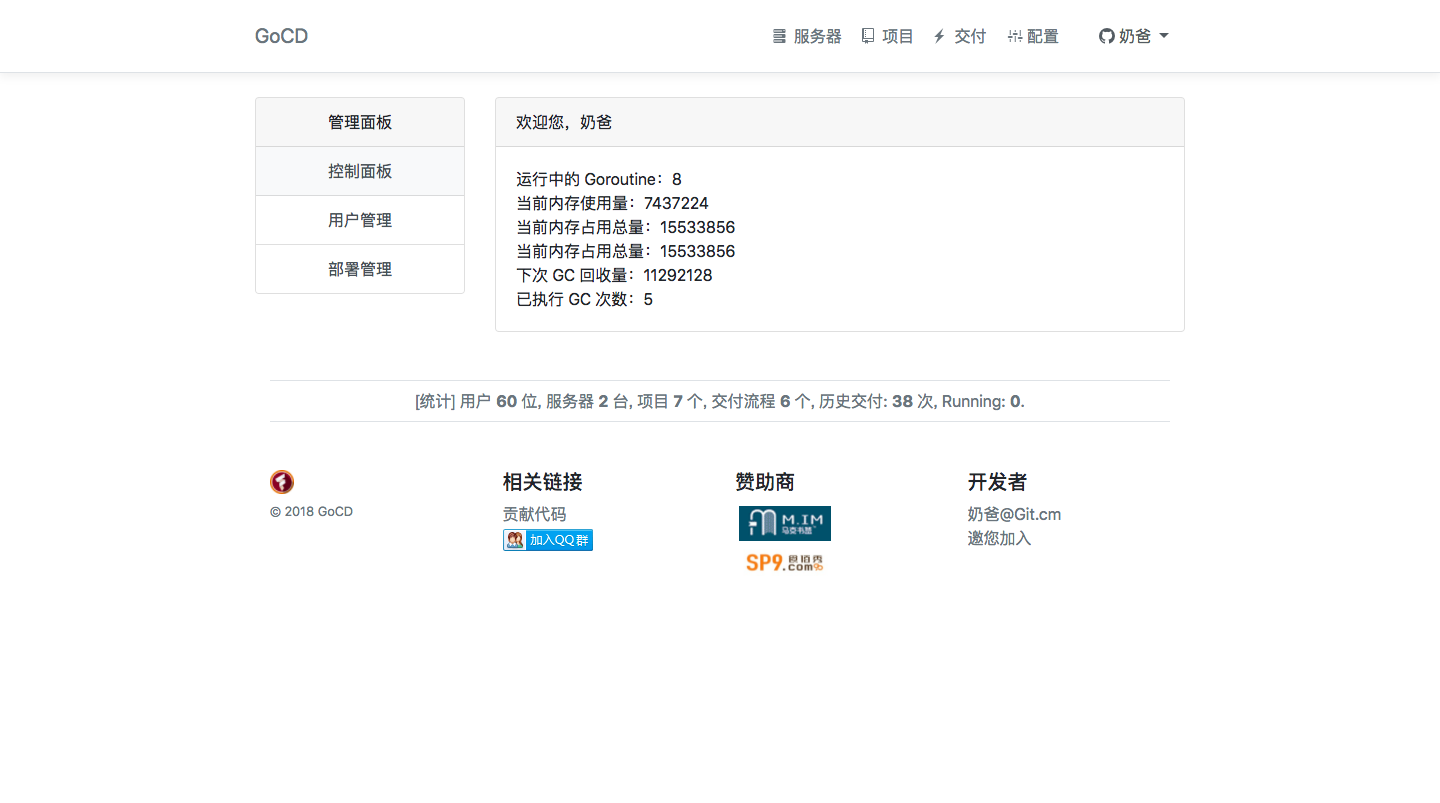 GoCD
服务器 项目 交付 配置 奶爸
管理面板
控制面板
用户管理
部署管理
欢迎您，奶爸
运行中的 Goroutine：8
当前内存使用量：7437224
当前内存占用总量：15533856
当前内存占用总量：15533856
下次 GC 回收量：11292128
已执行 GC 次数：5
[统计] 用户 60 位, 服务器 2 台, 项目 7 个, 交付流程 6 个, 历史交付: 38 次, Running: 0.
© 2018 GoCD
相关链接
贡献代码
加入QQ群
赞助商
M.IM
SP9
.com
开发者
奶爸@Git.cm
邀您加入